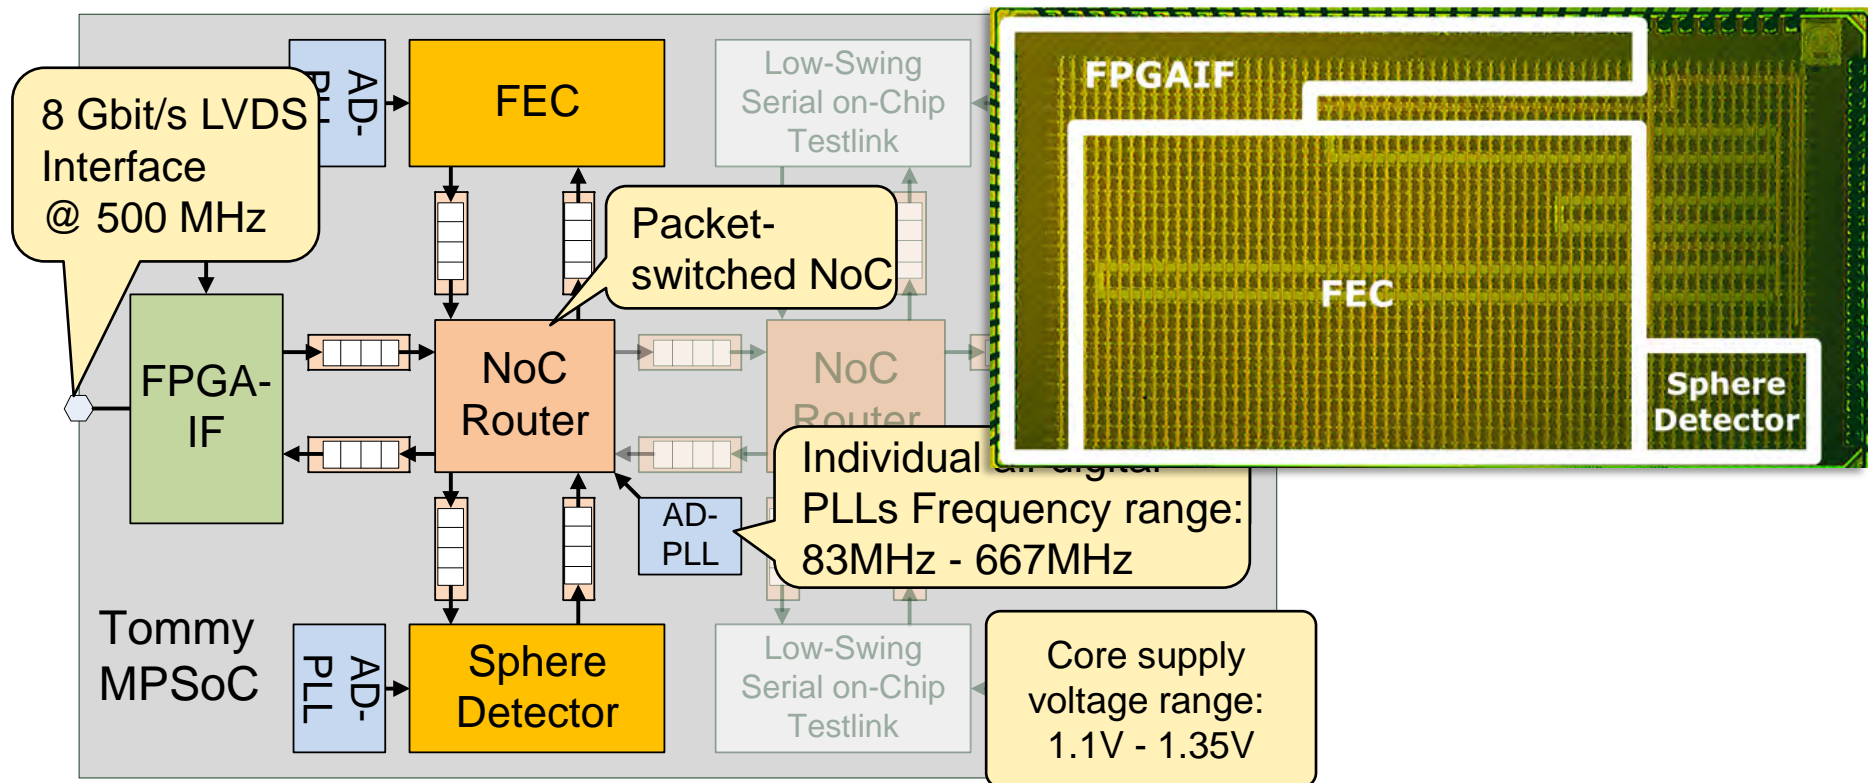 AD-
PLL
FEC
Low-Swing
Serial on-Chip
Testlink
FPGAIF
8 Gbit/s LVDS
Interface
@ 500 MHz
Packet-
switched NoC
FEC
FPGA-
IF
NoC
Router
NoC
Router
Sphere
Detector
Individual all-digital
PLLs Frequency range:
83MHz - 667MHz
AD-
PLL
Tommy
MPSoC
AD-
PLL
Sphere
Detector
Low-Swing
Serial on-Chip
Testlink
Core supply
voltage range:
1.1V - 1.35V